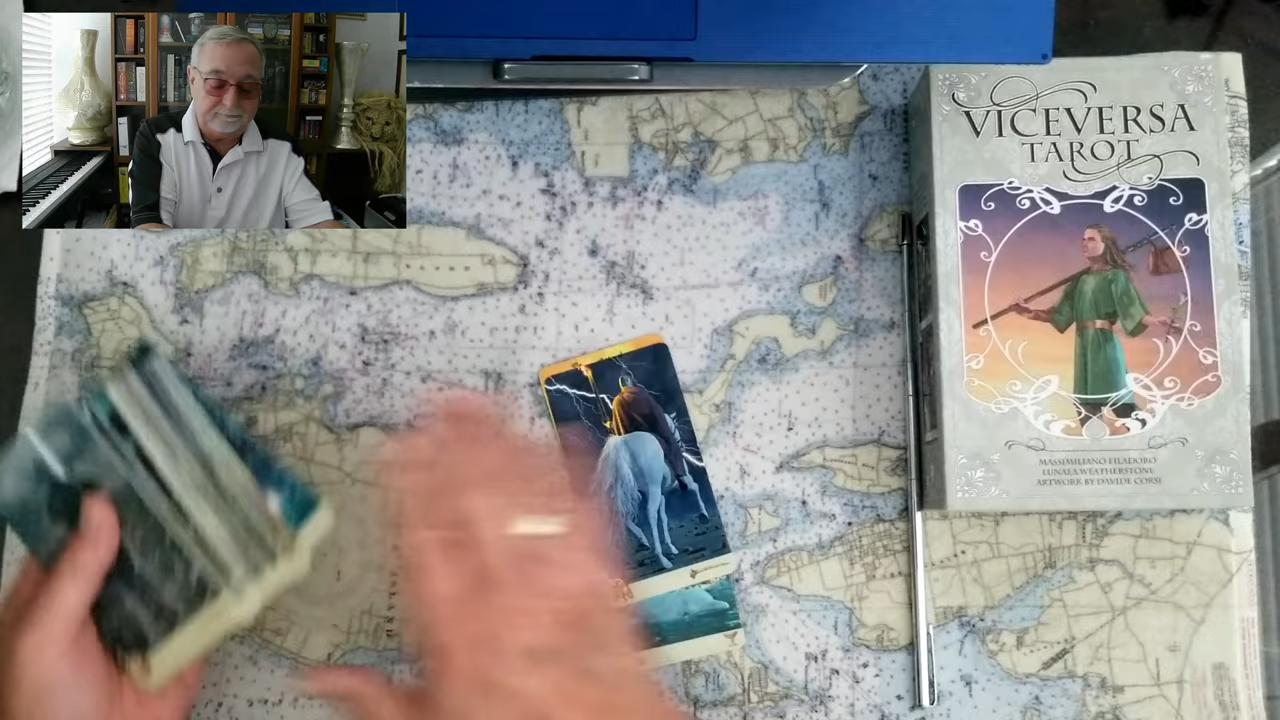 VICEVERSA
TAROT
MASSIMILIANO FILADORO
LUNAEA WEATHERSTONE
ARTWORK BY DAVIDE CORSI